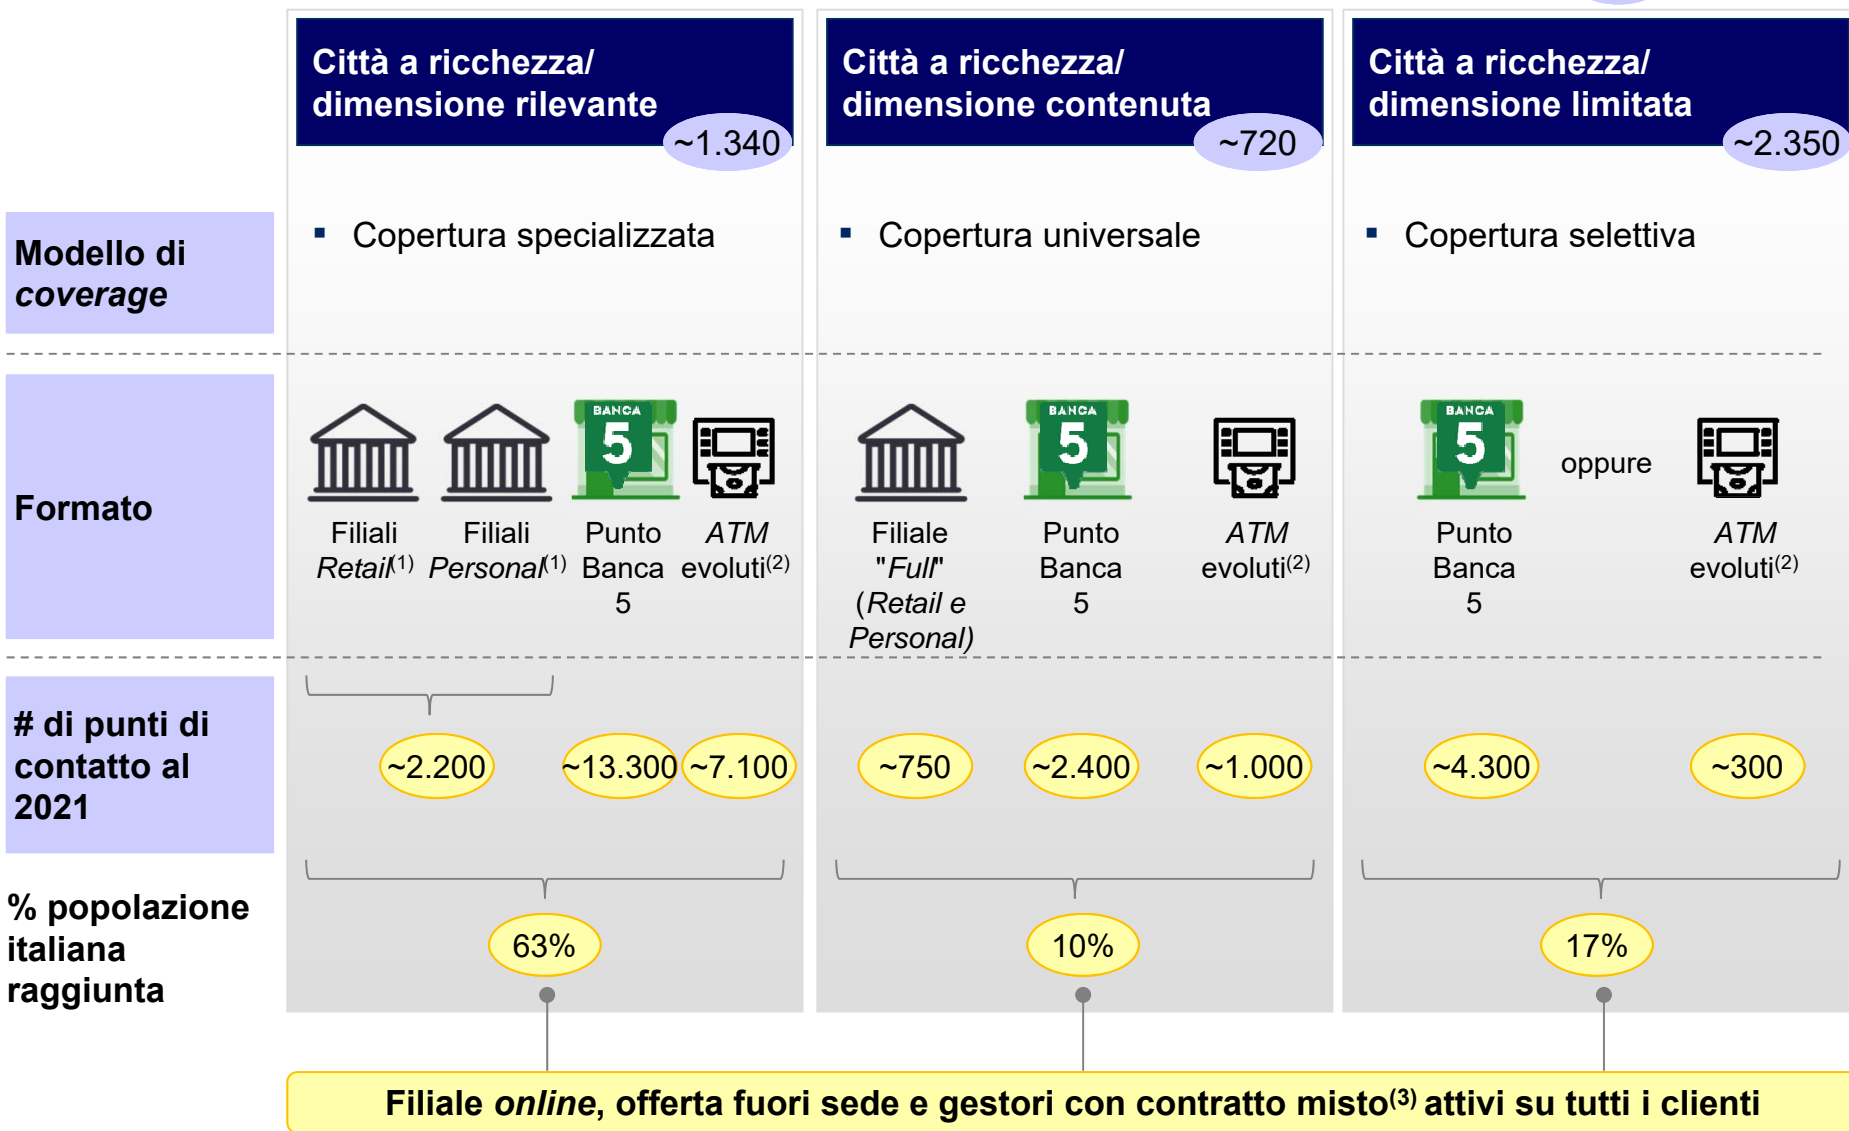 Città a ricchezza/
dimensione rilevante
~1.340
Città a ricchezza/
dimensione contenuta
~720
Città a ricchezza/
dimensione limitata
~2.350
Modello di
coverage
▪ Copertura specializzata
▪ Copertura universale
▪ Copertura selettiva
Formato
BANCA
5
BANCA
5
BANCA
5
oppure
Filiali
Retail(1)
Filiali
Personal(1)
Punto
Banca
5
ATM
evoluti(2)
Filiale
"Full"
(Retail e
Personal)
Punto
Banca
5
ATM
evoluti(2)
Punto
Banca
5
ATM
evoluti(2)
# di punti di
contatto al
2021
~2.200
~13.300
~7.100
~750
~2.400
~1.000
~4.300
~300
% popolazione
italiana
raggiunta
63%
10%
17%
Filiale online, offerta fuori sede e gestori con contratto misto(3) attivi su tutti i clienti